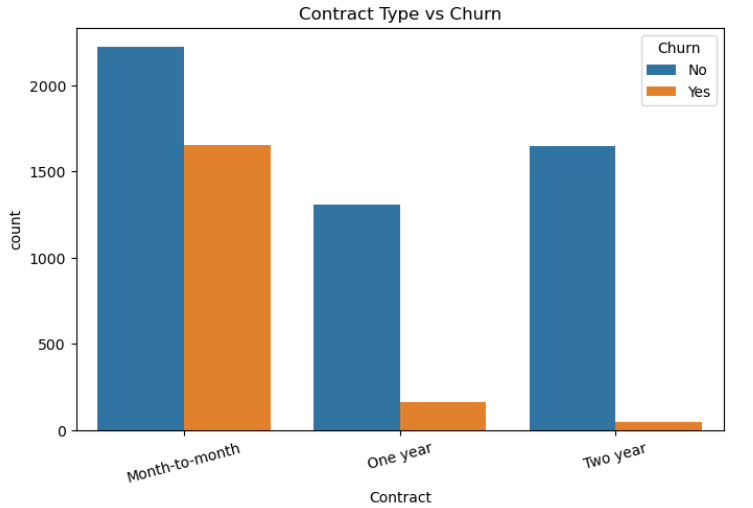 Contract Type vs Churn
Churn
No
Yes
2000
1500
1000
500
0
count
Month-to-month
One year
Two year
Contract